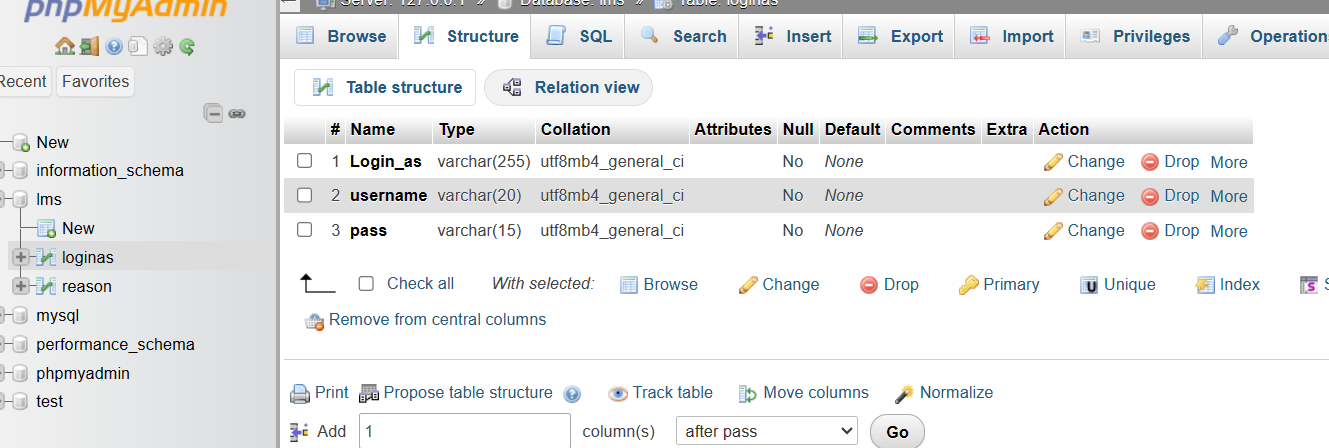 phpMyAdmin
Recent Favorites
New
information_schema
lms
New
loginas
reason
mysql
performance_schema
phpmyadmin
test
Server: 127.0.0.1 » Database: lms » Table: loginas
Browse Structure SQL Search Insert Export Import Privileges Operation
Table structure Relation view
# Name Type Collation Attributes Null Default Comments Extra Action
1 Login_as varchar(255) utf8mb4_general_ci No None Change Drop More
2 username varchar(20) utf8mb4_general_ci No None Change Drop More
3 pass varchar(15) utf8mb4_general_ci No None Change Drop More
Check all With selected: Browse Change Drop Primary Unique Index S
Remove from central columns
Print Propose table structure Track table Move columns Normalize
Add 1 column(s) after pass Go